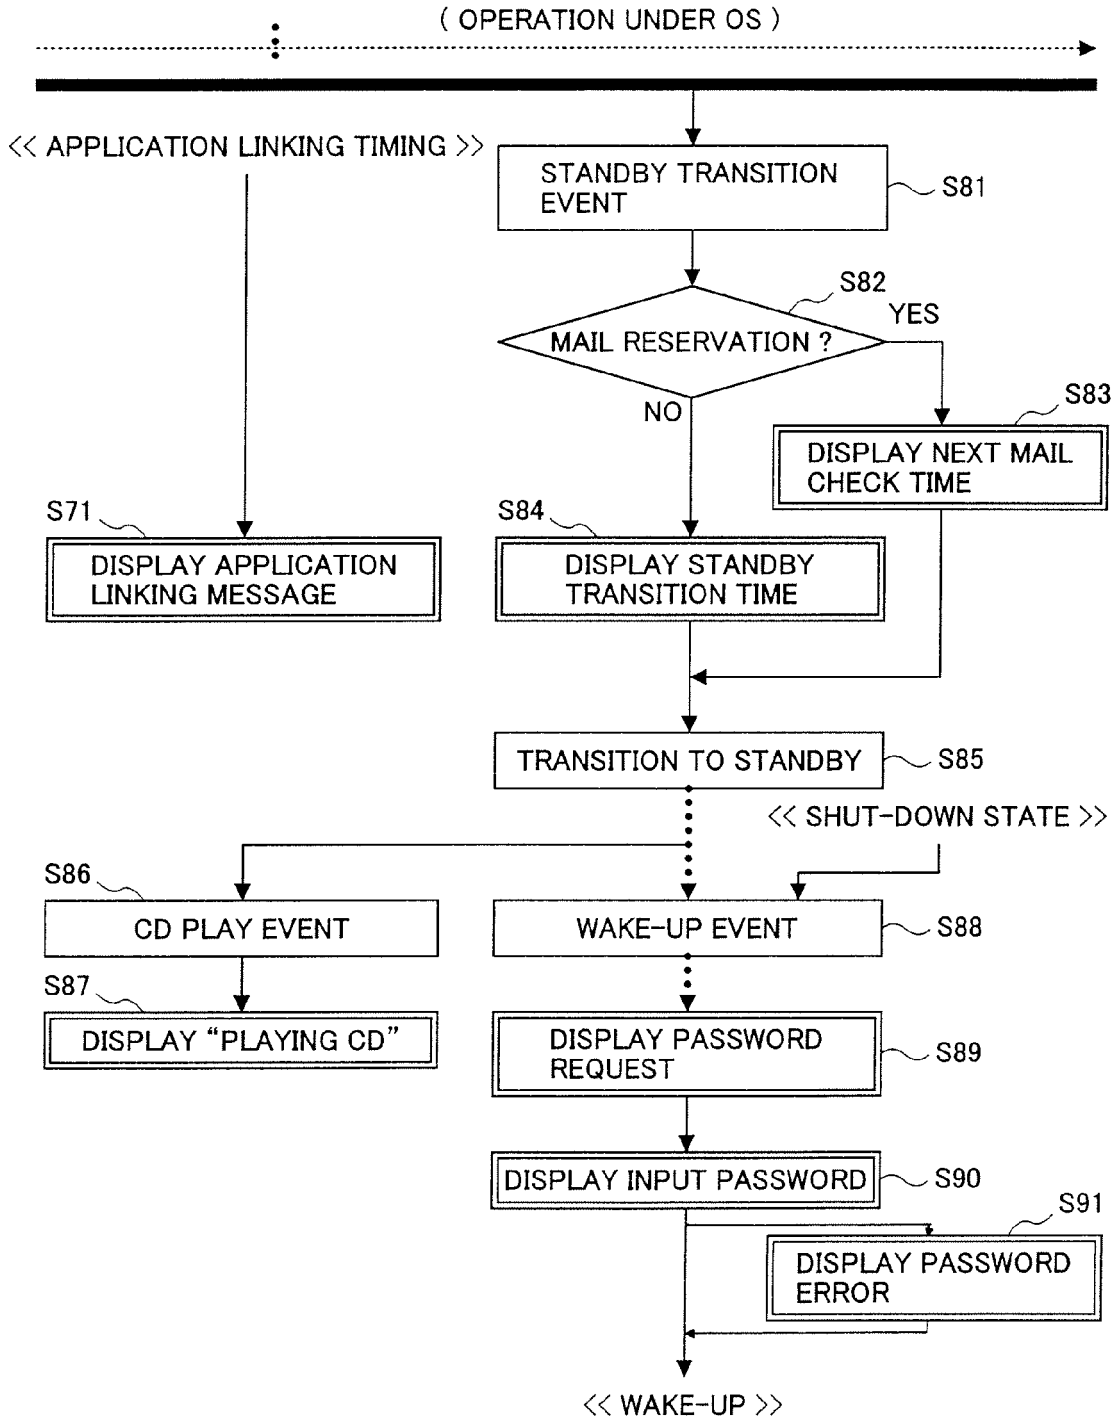 ( OPERATION UNDER OS )
<< APPLICATION LINKING TIMING >>
STANDBY TRANSITION
EVENT
S81
S82
YES
MAIL RESERVATION ?
NO
S83
DISPLAY NEXT MAIL
CHECK TIME
S71
DISPLAY APPLICATION
LINKING MESSAGE
S84
DISPLAY STANDBY
TRANSITION TIME
TRANSITION TO STANDBY
S85
<< SHUT-DOWN STATE >>
S86
CD PLAY EVENT
WAKE-UP EVENT
S88
S87
DISPLAY “PLAYING CD”
DISPLAY PASSWORD
REQUEST
S89
DISPLAY INPUT PASSWORD
S90
S91
DISPLAY PASSWORD
ERROR
<< WAKE-UP >>